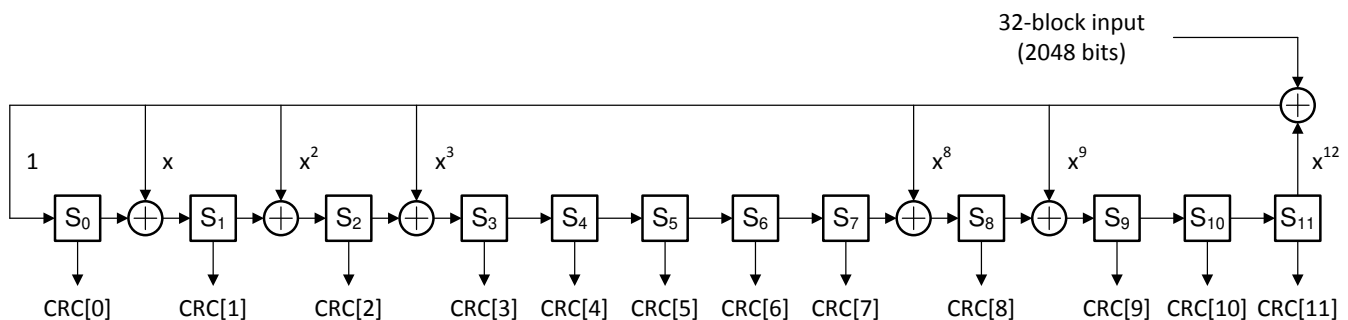 32-block input
(2048 bits)
1 x x² x³ x⁸ x⁹ x¹²
S₀ S₁ S₂ S₃ S₄ S₅ S₆ S₇ S₈ S₉ S₁₀ S₁₁
CRC[0] CRC[1] CRC[2] CRC[3] CRC[4] CRC[5] CRC[6] CRC[7] CRC[8] CRC[9] CRC[10] CRC[11]